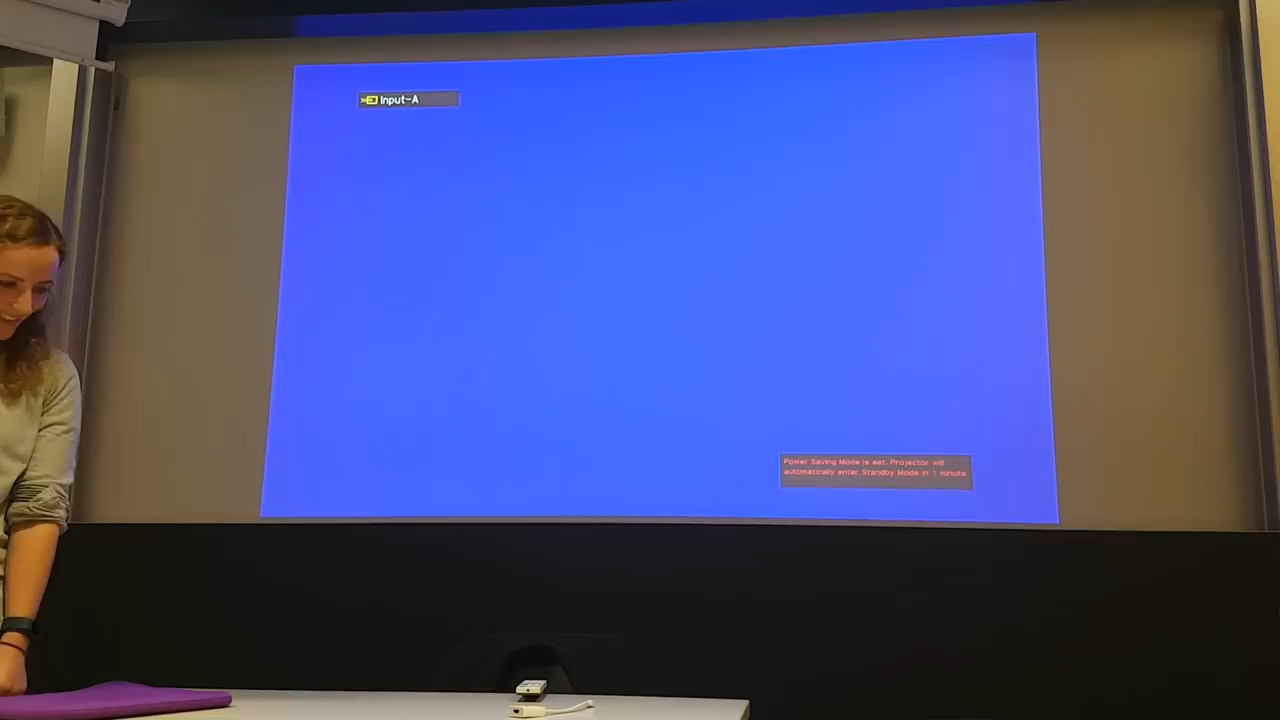 Input-A
Power Saving Mode is set. Projector will
automatically enter Standby Mode in 1 minute